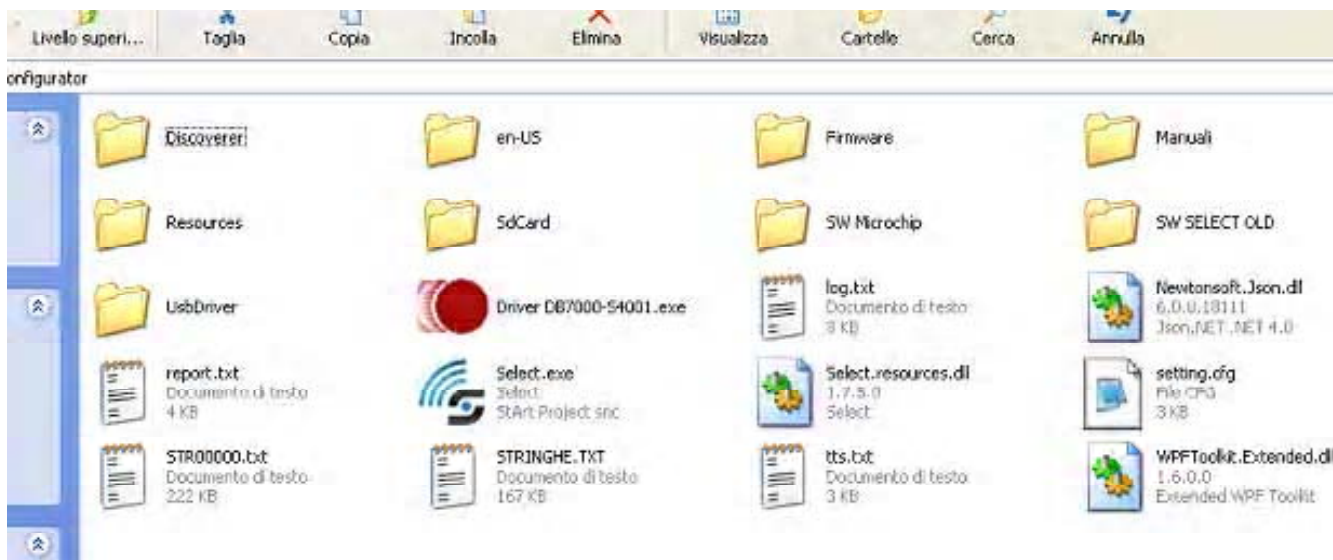 Livello superi... Taglia Copia Incolla Elimina Visualizza Cartelle Cerca Annulla
onfigurator
Discoverer en-US Firmware Manuali
Resources SdCard SW Microchip SW SELECT OLD
UsbDriver Driver DB7000-S4001.exe
log.txt
Documento di testo
8 KB
Newtonsoft.Json.dll
6.0.0.18111
Json.NET .NET 4.0
report.txt
Documento di testo
4 KB
Select.exe
Select
StArt Project snc
Select.resources.dll
1.7.5.0
Select
setting.cfg
File CFG
3 KB
STR00000.txt
Documento di testo
222 KB
STRINGHE.TXT
Documento di testo
167 KB
tts.txt
Documento di testo
3 KB
WPFToolkit.Extended.dll
1.6.0.0
Extended WPF Toolkit